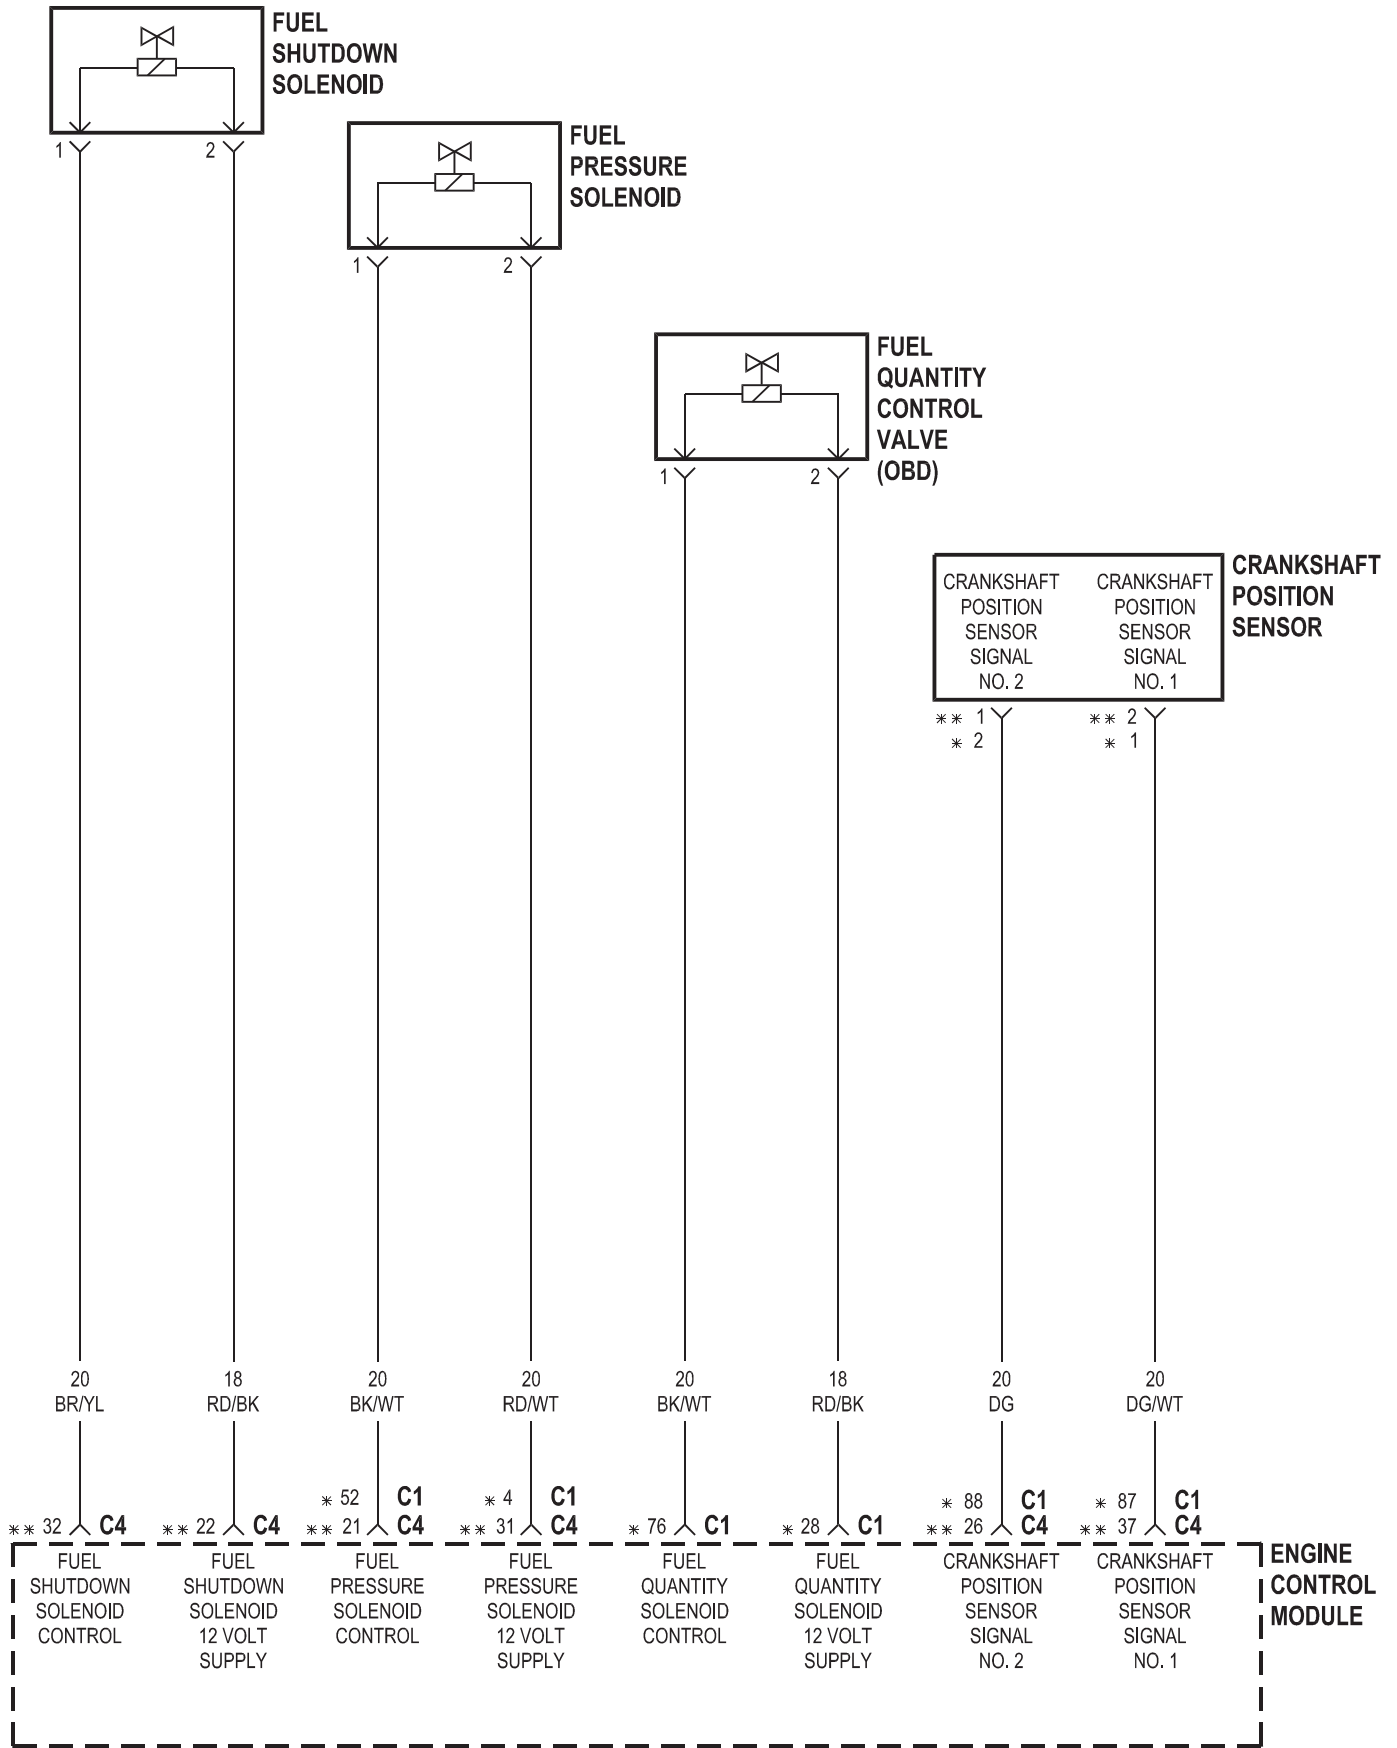 FUEL
SHUTDOWN
SOLENOID
1
2
FUEL
PRESSURE
SOLENOID
1
2
FUEL
QUANTITY
CONTROL
VALVE
(OBD)
1
2
CRANKSHAFT
POSITION
SENSOR
CRANKSHAFT
POSITION
SENSOR
SIGNAL
NO. 2
CRANKSHAFT
POSITION
SENSOR
SIGNAL
NO. 1
** 1
* 2
** 2
* 1
20
BR/YL
18
RD/BK
20
BK/WT
20
RD/WT
20
BK/WT
18
RD/BK
20
DG
20
DG/WT
** 32 C4
** 22 C4
* 52 C1
** 21 C4
* 4 C1
** 31 C4
* 76 C1
* 28 C1
* 88 C1
** 26 C4
* 87 C1
** 37 C4
FUEL
SHUTDOWN
SOLENOID
CONTROL
FUEL
SHUTDOWN
SOLENOID
12 VOLT
SUPPLY
FUEL
PRESSURE
SOLENOID
CONTROL
FUEL
PRESSURE
SOLENOID
12 VOLT
SUPPLY
FUEL
QUANTITY
SOLENOID
CONTROL
FUEL
QUANTITY
SOLENOID
12 VOLT
SUPPLY
CRANKSHAFT
POSITION
SENSOR
SIGNAL
NO. 2
CRANKSHAFT
POSITION
SENSOR
SIGNAL
NO. 1
ENGINE
CONTROL
MODULE